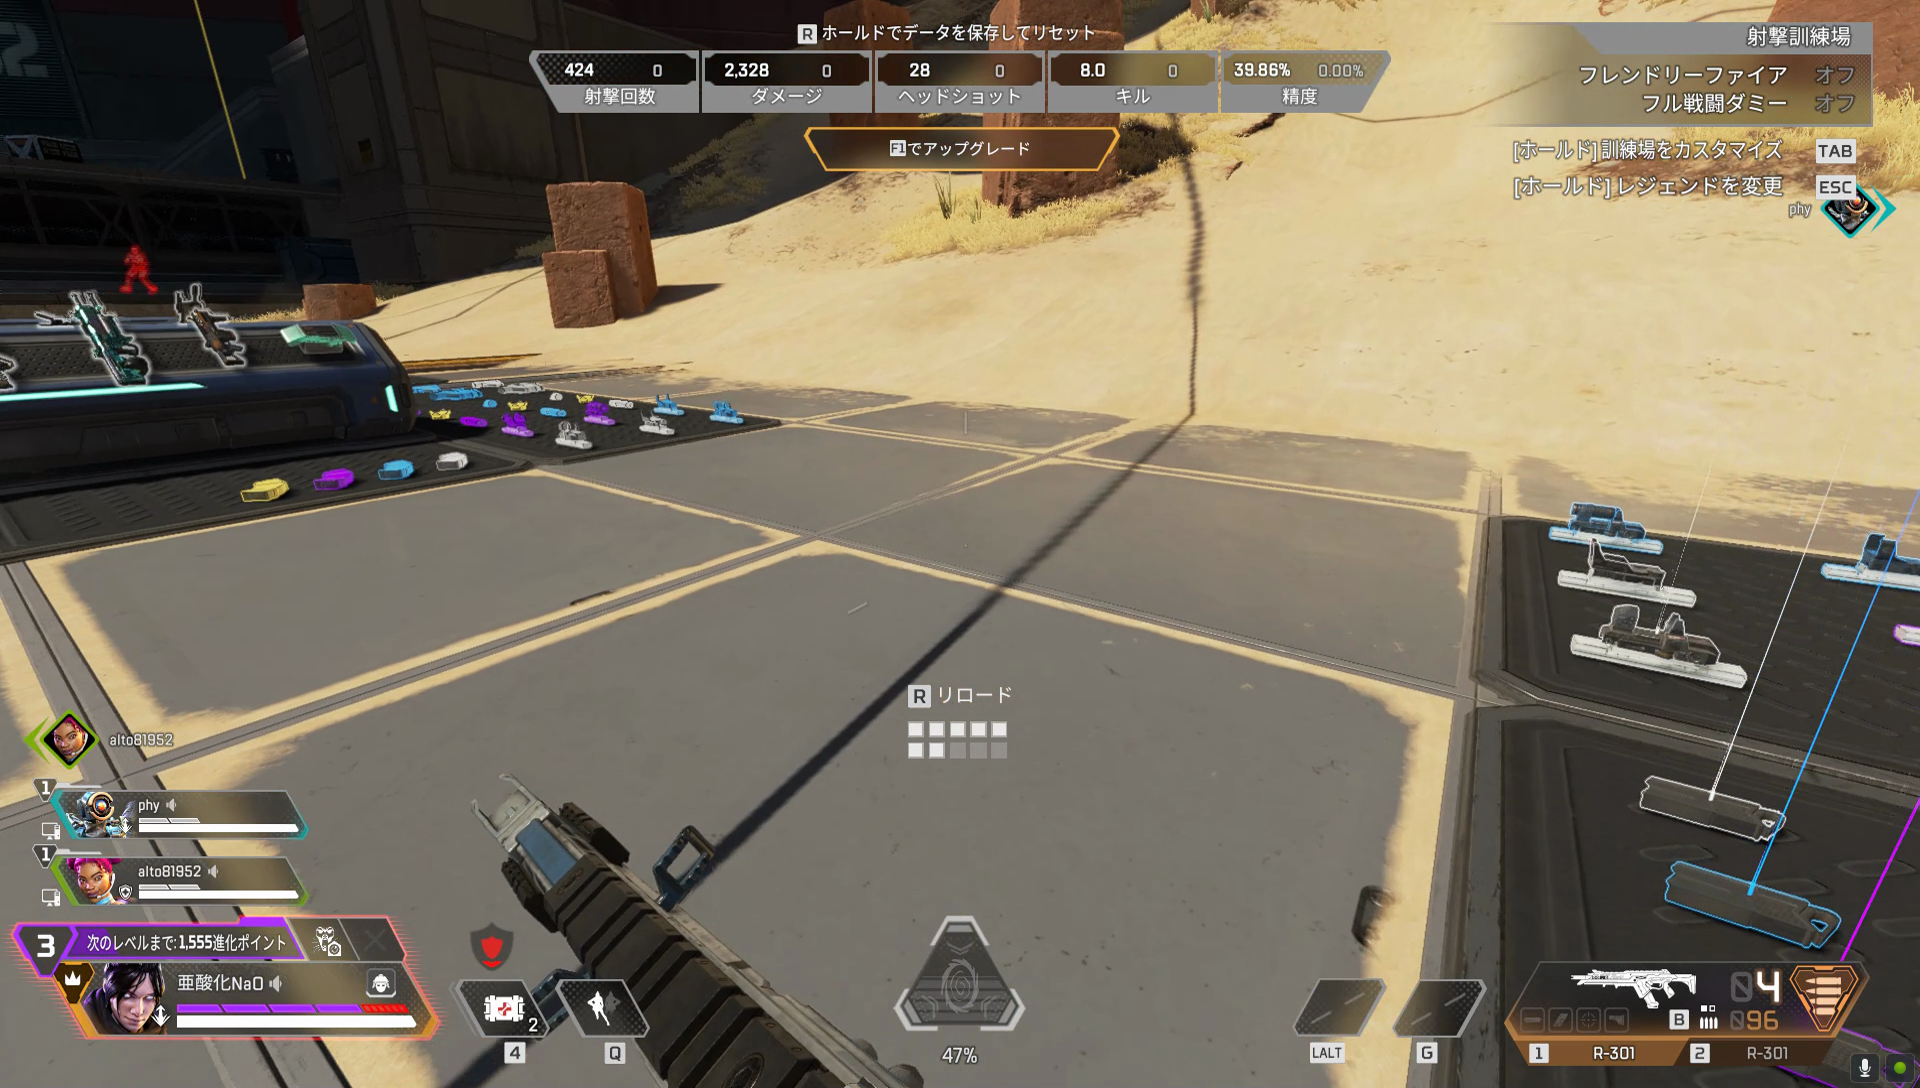 R ホールドでデータを保存してリセット
424 0
射撃回数
2,328 0
ダメージ
28 0
ヘッドショット
8.0 0
キル
39.86% 0.00%
精度
F1でアップグレード
射撃訓練場
フレンドリーファイア オフ
フル戦闘ダミー オフ
[ホールド]訓練場をカスタマイズ TAB
[ホールド]レジェンドを変更 ESC
phy
R リロード
alto81952
1
phy
1
alto81952
3 次のレベルまで:1,555進化ポイント
亜酸化NaO
2
4
Q
47%
LALT
G
04
B 096
1 R-301
2 R-301